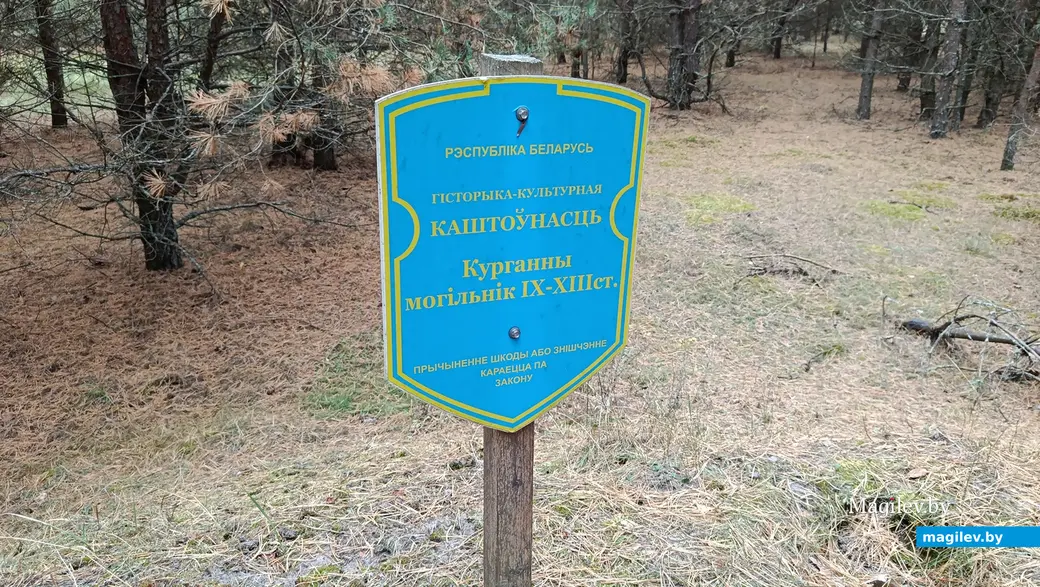 РЭСПУБЛІКА БЕЛАРУСЬ
ГІСТОРЫКА-КУЛЬТУРНАЯ
КАШТОЎНАСЦЬ
Курганны
могільнік IX-XIIIст.
ПРЫЧЫНЕННЕ ШКОДЫ АБО ЗНІШЧЭННЕ
КАРАЕЦЦА ПА
ЗАКОНУ
Magilev.by
magilev.by